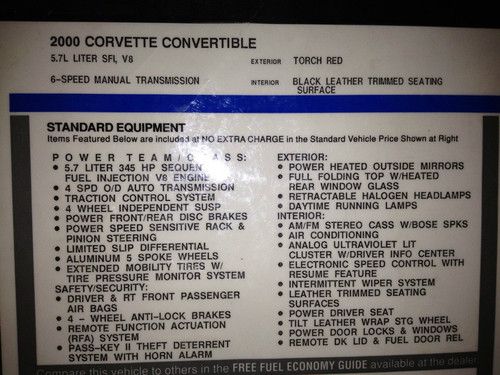 2000 CORVETTE CONVERTIBLE
5.7L LITER SFI, V8
EXTERIOR TORCH RED
6-SPEED MANUAL TRANSMISSION
INTERIOR BLACK LEATHER TRIMMED SEATING
SURFACE
STANDARD EQUIPMENT
Items Featured Below are included at NO EXTRA CHARGE in the Standard Vehicle Price Shown at Right
POWER TEAM/CHASS:
• 5.7 LITER 345 HP SEQUEN
FUEL INJECTION V8 ENGINE
• 4 SPD O/D AUTO TRANSMISSION
• TRACTION CONTROL SYSTEM
• 4 WHEEL INDEPENDENT SUSP
• POWER FRONT/REAR DISC BRAKES
• POWER SPEED SENSITIVE RACK &
PINION STEERING
• LIMITED SLIP DIFFERENTIAL
• ALUMINUM 5 SPOKE WHEELS
• EXTENDED MOBILITY TIRES W/
TIRE PRESSURE MONITOR SYSTEM
SAFETY/SECURITY:
• DRIVER & RT FRONT PASSENGER
AIR BAGS
• 4 - WHEEL ANTI-LOCK BRAKES
• REMOTE FUNCTION ACTUATION
(RFA) SYSTEM
• PASS-KEY II THEFT DETERRENT
SYSTEM WITH HORN ALARM
EXTERIOR:
• POWER HEATED OUTSIDE MIRRORS
• FULL FOLDING TOP W/HEATED
REAR WINDOW GLASS
• RETRACTABLE HALOGEN HEADLAMPS
• DAYTIME RUNNING LAMPS
INTERIOR:
• AM/FM STEREO CASS W/BOSE SPKS
• AIR CONDITIONING
• ANALOG ULTRAVIOLET LIT
CLUSTER W/DRIVER INFO CENTER
• ELECTRONIC SPEED CONTROL WITH
RESUME FEATURE
• INTERMITTENT WIPER SYSTEM
• LEATHER TRIMMED SEATING
SURFACES
• POWER DRIVER SEAT
• TILT LEATHER WRAP STG WHEEL
• POWER DOOR LOCKS & WINDOWS
• REMOTE DK LID & FUEL DOOR REL
Compare this vehicle to others in the FREE FUEL ECONOMY GUIDE available at the dealer